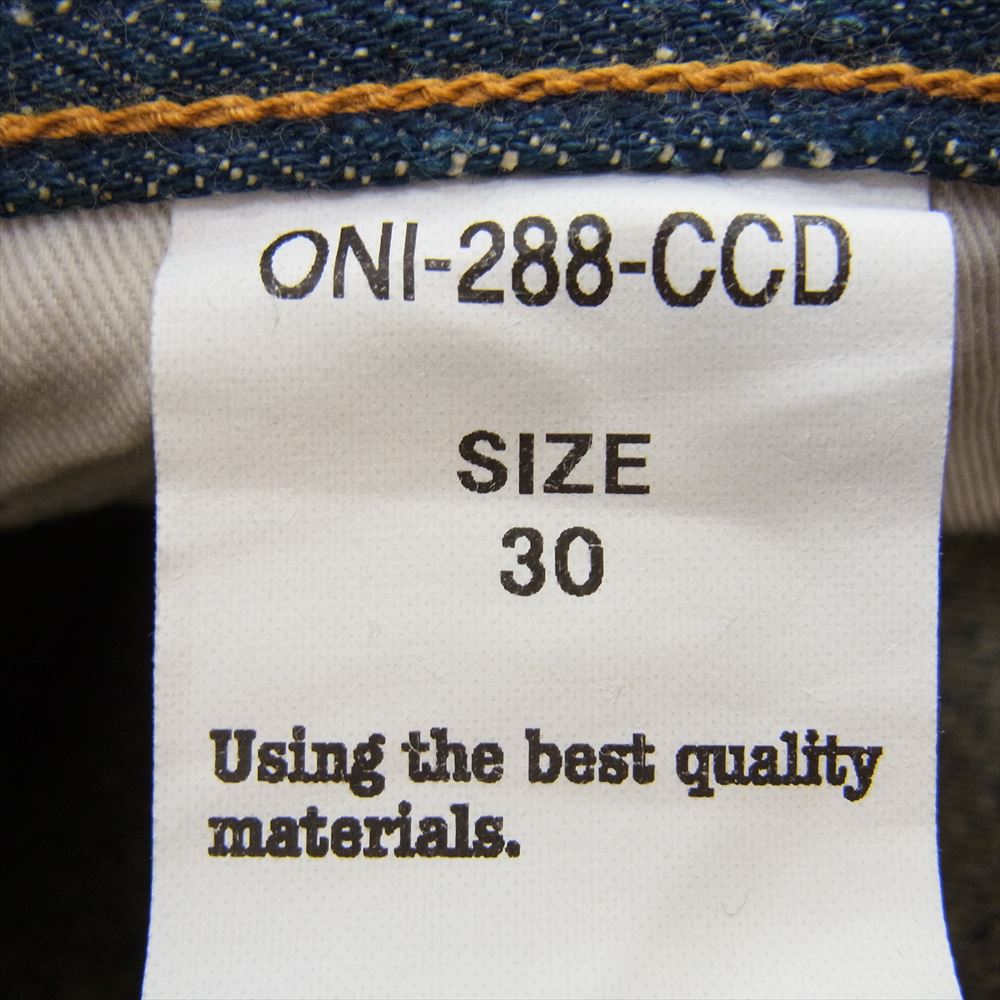 ONI-288-CCD
SIZE
30
Using the best quality
materials.